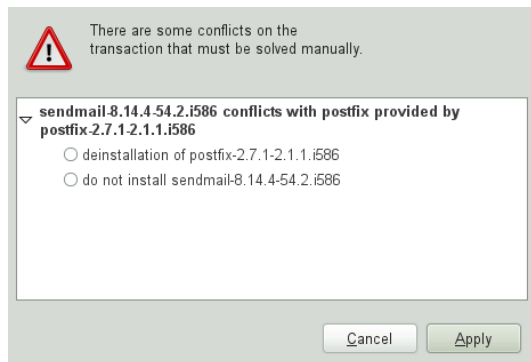 There are some conflicts on the
transaction that must be solved manually.
sendmail-8.14.4-54.2.i586 conflicts with postfix provided by
postfix-2.7.1-2.1.1.i586
deinstallation of postfix-2.7.1-2.1.1.i586
do not install sendmail-8.14.4-54.2.i586
Cancel
Apply